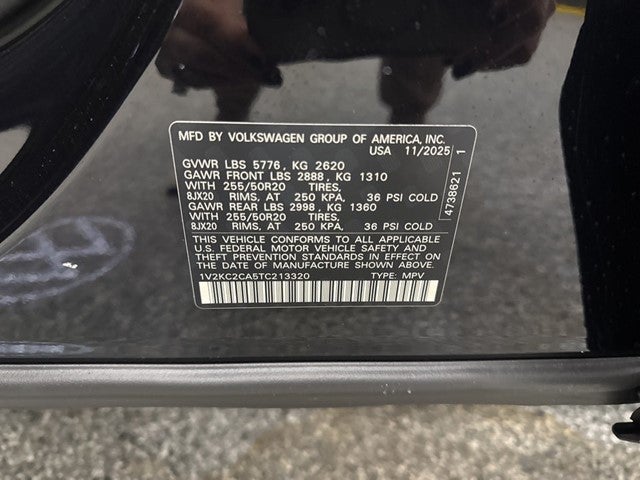 MFD BY VOLKSWAGEN GROUP OF AMERICA, INC.
USA 11/2025
GVWR LBS 5776, KG 2620
GAWR FRONT LBS 2888, KG 1310
WITH 255/50R20 TIRES,
8JX20 RIMS, AT 250 KPA, 36 PSI COLD
GAWR REAR LBS 2998, KG 1360
WITH 255/50R20 TIRES,
8JX20 RIMS, AT 250 KPA, 36 PSI COLD
THIS VEHICLE CONFORMS TO ALL APPLICABLE
U.S. FEDERAL MOTOR VEHICLE SAFETY AND
THEFT PREVENTION STANDARDS IN EFFECT ON
THE DATE OF MANUFACTURE SHOWN ABOVE.
1V2KC2CA5TC213320 TYPE: MPV
4738621 1